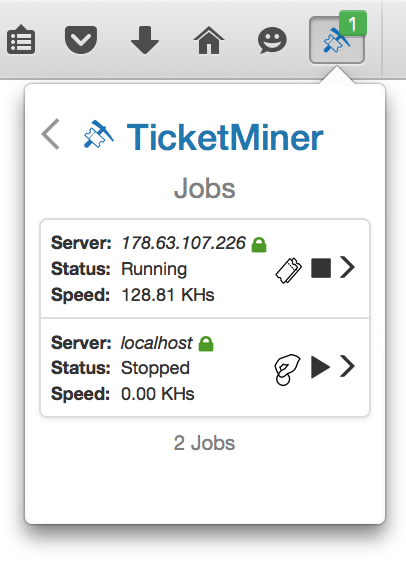 1
TicketMiner
Jobs
Server: 178.63.107.226
Status: Running
Speed: 128.81 KHs
Server: localhost
Status: Stopped
Speed: 0.00 KHs
2 Jobs